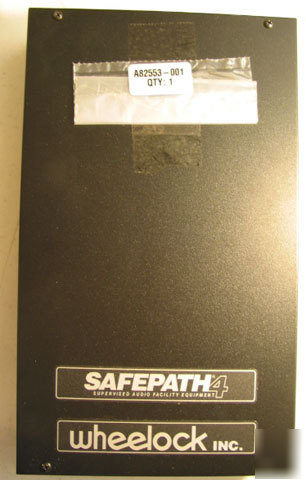 A82553-001
QTY: 1
SAFEPATH4
SUPERVISED AUDIO FACILITY EQUIPMENT
wheelock INC.